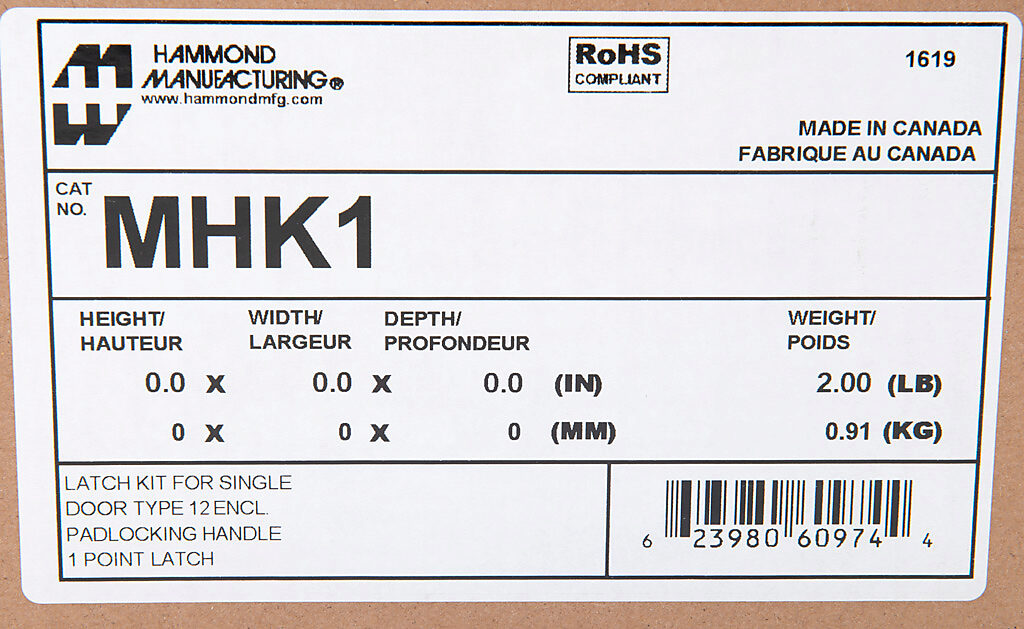 HAMMOND
MANUFACTURING®
www.hammondmfg.com
RoHS
COMPLIANT
1619
MADE IN CANADA
FABRIQUE AU CANADA
CAT
NO.
MHK1
HEIGHT/ WIDTH/ DEPTH/ WEIGHT/
HAUTEUR LARGEUR PROFONDEUR POIDS
0.0 X 0.0 X 0.0 (IN) 2.00 (LB)
0 X 0 X 0 (MM) 0.91 (KG)
LATCH KIT FOR SINGLE
DOOR TYPE 12 ENCL.
PADLOCKING HANDLE
1 POINT LATCH
6 23980 60974 4